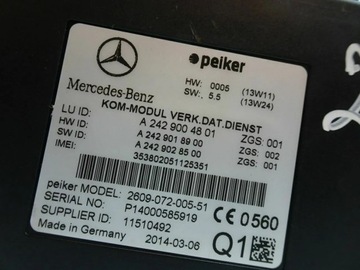 peiker
Mercedes-Benz
HW: 0005 (13W11)
SW: 5.5 (13W24)
KOM-MODUL VERK.DAT.DIENST
LU ID: A 242 900 48 01 ZGS: 001
HW ID: A 242 901 89 00 ZGS: 002
SW ID: A 242 902 85 00 ZGS: 001
IMEI:
353802051125351
peiker MODEL: 2609-072-005-51
SERIAL NO: P14000585919
SUPPLIER ID: 11510492
Made in Germany 2014-03-06
CE 0560
Q1